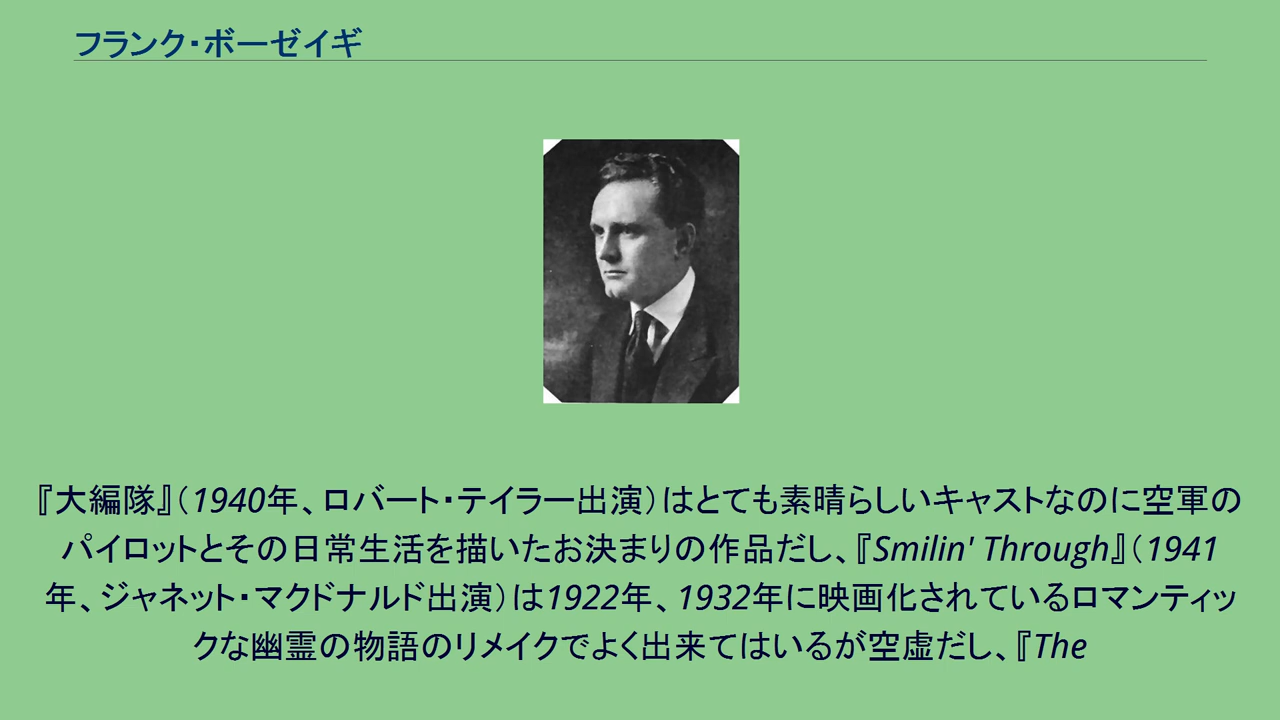 フランク・ボーゼイギ
『大編隊』（1940年、ロバート・テイラー出演）はとても素晴らしいキャストなのに空軍の
パイロットとその日常生活を描いたお決まりの作品だし、『Smilin' Through』（1941
年、ジャネット・マクドナルド出演）は1922年、1932年に映画化されているロマンティッ
クな幽霊の物語のリメイクでよく出来てはいるが空虚だし、『The